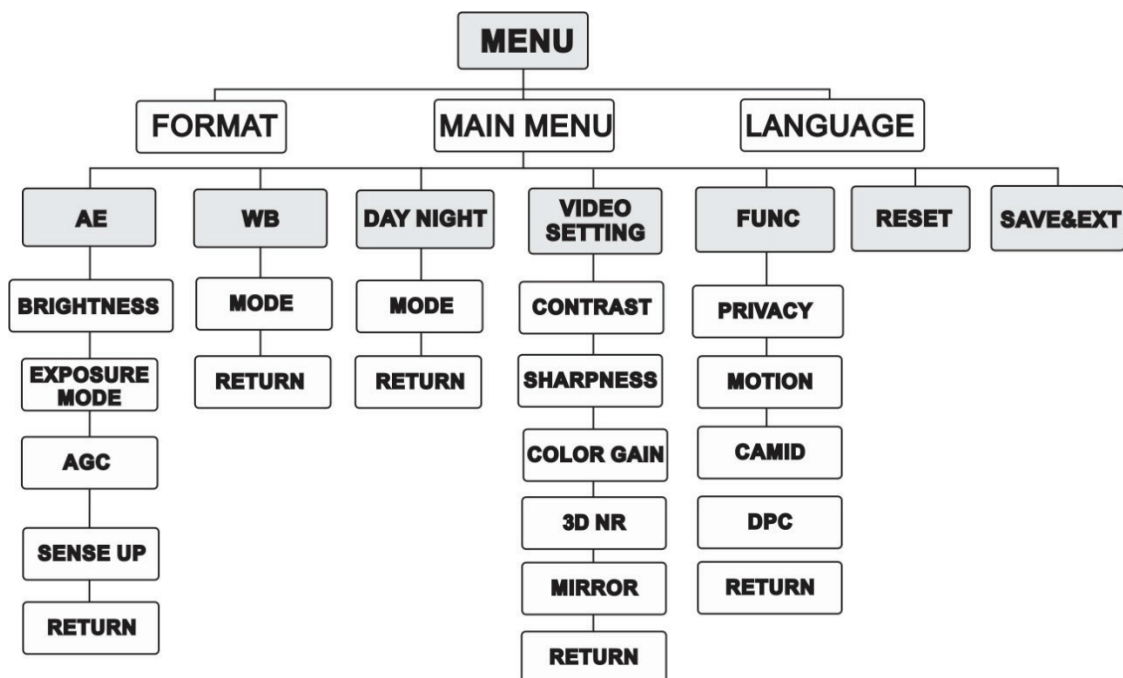 MENU
FORMAT
MAIN MENU
LANGUAGE
AE
WB
DAY NIGHT
VIDEO
SETTING
FUNC
RESET
SAVE&EXT
BRIGHTNESS
EXPOSURE
MODE
AGC
SENSE UP
RETURN
MODE
RETURN
MODE
RETURN
CONTRAST
SHARPNESS
COLOR GAIN
3D NR
MIRROR
RETURN
PRIVACY
MOTION
CAMID
DPC
RETURN